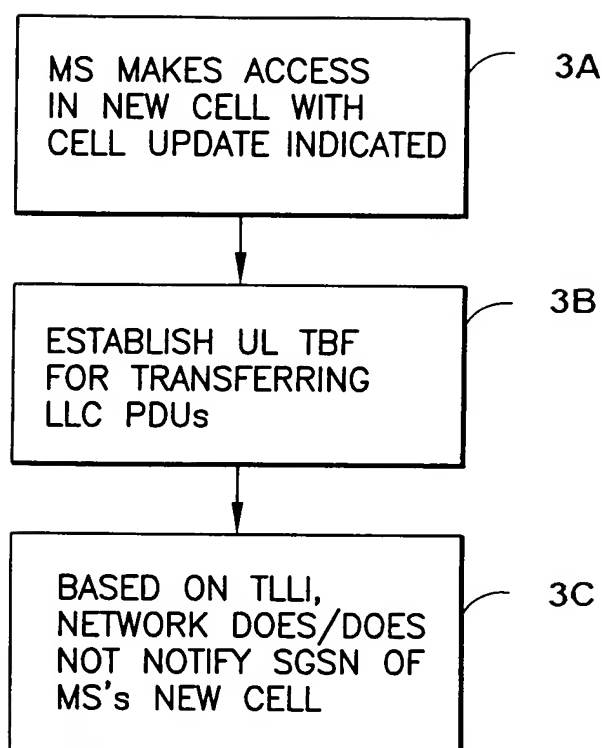 MS MAKES ACCESS
IN NEW CELL WITH
CELL UPDATE INDICATED
3A
ESTABLISH UL TBF
FOR TRANSFERRING
LLC PDUs
3B
BASED ON TLLI,
NETWORK DOES/DOES
NOT NOTIFY SGSN OF
MS's NEW CELL
3C